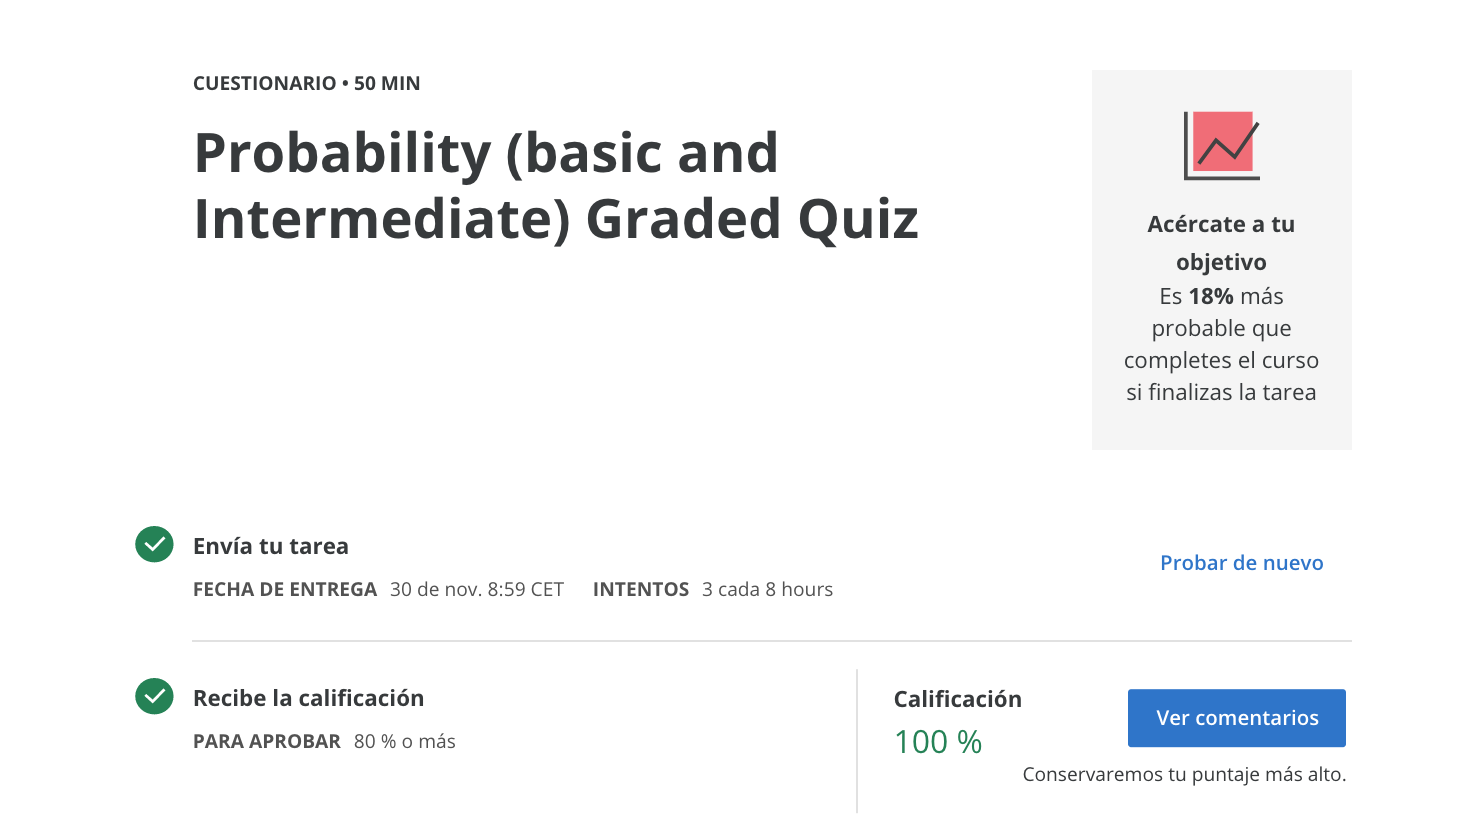 CUESTIONARIO • 50 MIN
Probability (basic and
Intermediate) Graded Quiz
Acércate a tu
objetivo
Es 18% más
probable que
completes el curso
si finalizas la tarea
Envía tu tarea
FECHA DE ENTREGA 30 de nov. 8:59 CET INTENTOS 3 cada 8 hours
Probar de nuevo
Recibe la calificación
PARA APROBAR 80 % o más
Calificación
100 %
Ver comentarios
Conservaremos tu puntaje más alto.